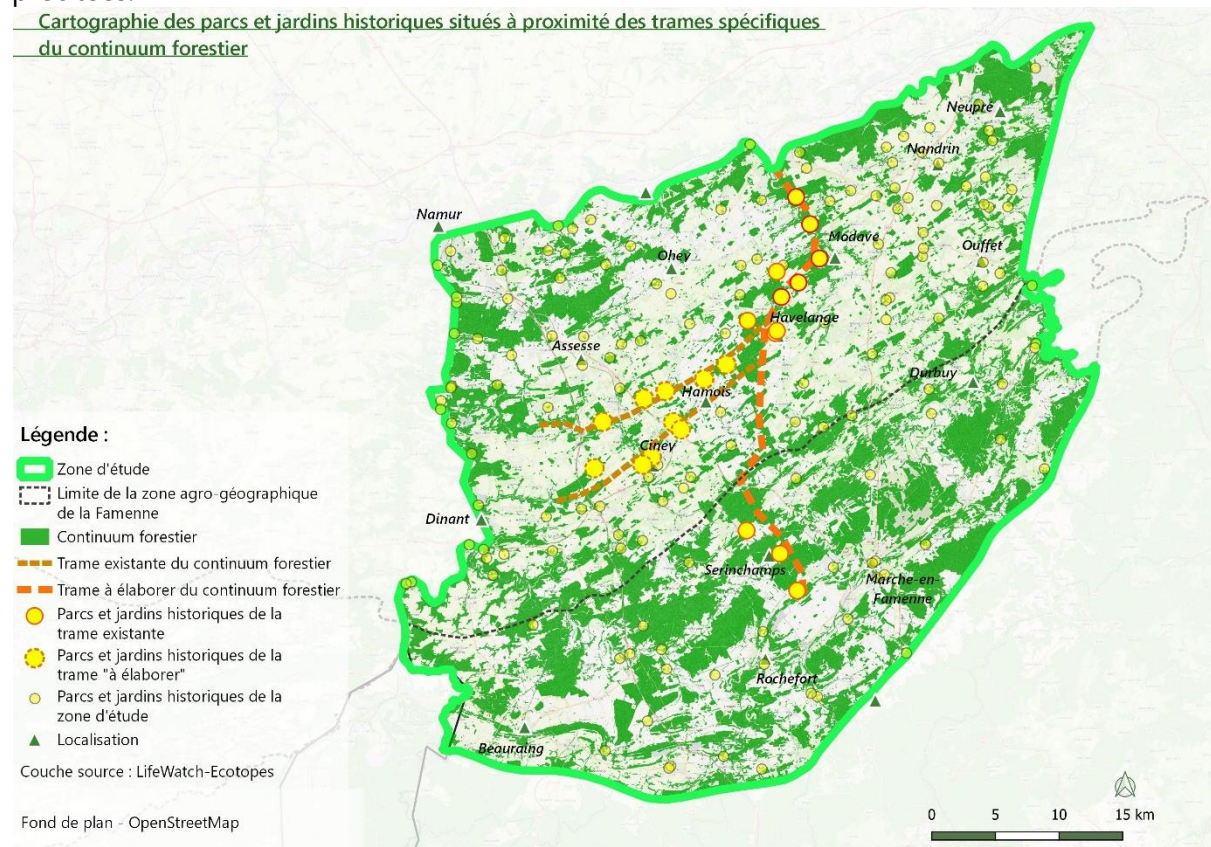 Cartographie des parcs et jardins historiques situés à proximité des trames spécifiques
du continuum forestier
Neupré
Nandrin
Namur
Modave
Ouffet
Ohey
Havelange
Assesse
Durbuy
Hamois
Ciney
Dinant
Serinchamps
Marche-en-
Famenne
Rochefort
Beauraing
Légende :
Zone d'étude
Limite de la zone agro-géographique
de la Famenne
Continuum forestier
Trame existante du continuum forestier
Trame à élaborer du continuum forestier
Parcs et jardins historiques de la
trame existante
Parcs et jardins historiques de la
trame "à élaborer"
Parcs et jardins historiques de la
zone d'étude
Localisation
Couche source : LifeWatch-Ecotopes
Fond de plan - OpenStreetMap
0 5 10 15 km